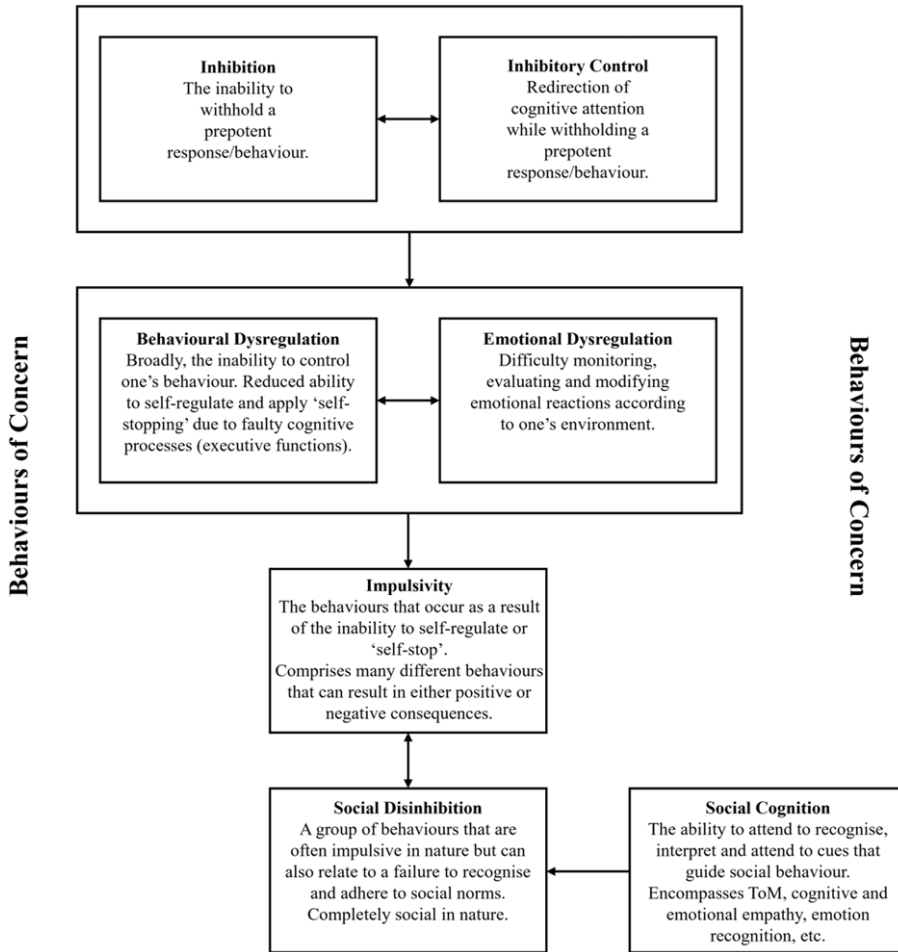 Inhibition
The inability to
withhold a
prepotent
response/behaviour.
Inhibitory Control
Redirection of
cognitive attention
while withholding a
prepotent
response/behaviour.
Behaviours of Concern
Behavioural Dysregulation
Broadly, the inability to control
one's behaviour. Reduced ability
to self-regulate and apply 'self-
stopping' due to faulty cognitive
processes (executive functions).
Emotional Dysregulation
Difficulty monitoring,
evaluating and modifying
emotional reactions according
to one's environment.
Behaviours of Concern
Impulsivity
The behaviours that occur as a result
of the inability to self-regulate or
'self-stop'.
Comprises many different behaviours
that can result in either positive or
negative consequences.
Social Disinhibition
A group of behaviours that are
often impulsive in nature but can
also relate to a failure to recognise
and adhere to social norms.
Completely social in nature.
Social Cognition
The ability to attend to recognise,
interpret and attend to cues that
guide social behaviour.
Encompasses ToM, cognitive and
emotional empathy, emotion
recognition, etc.